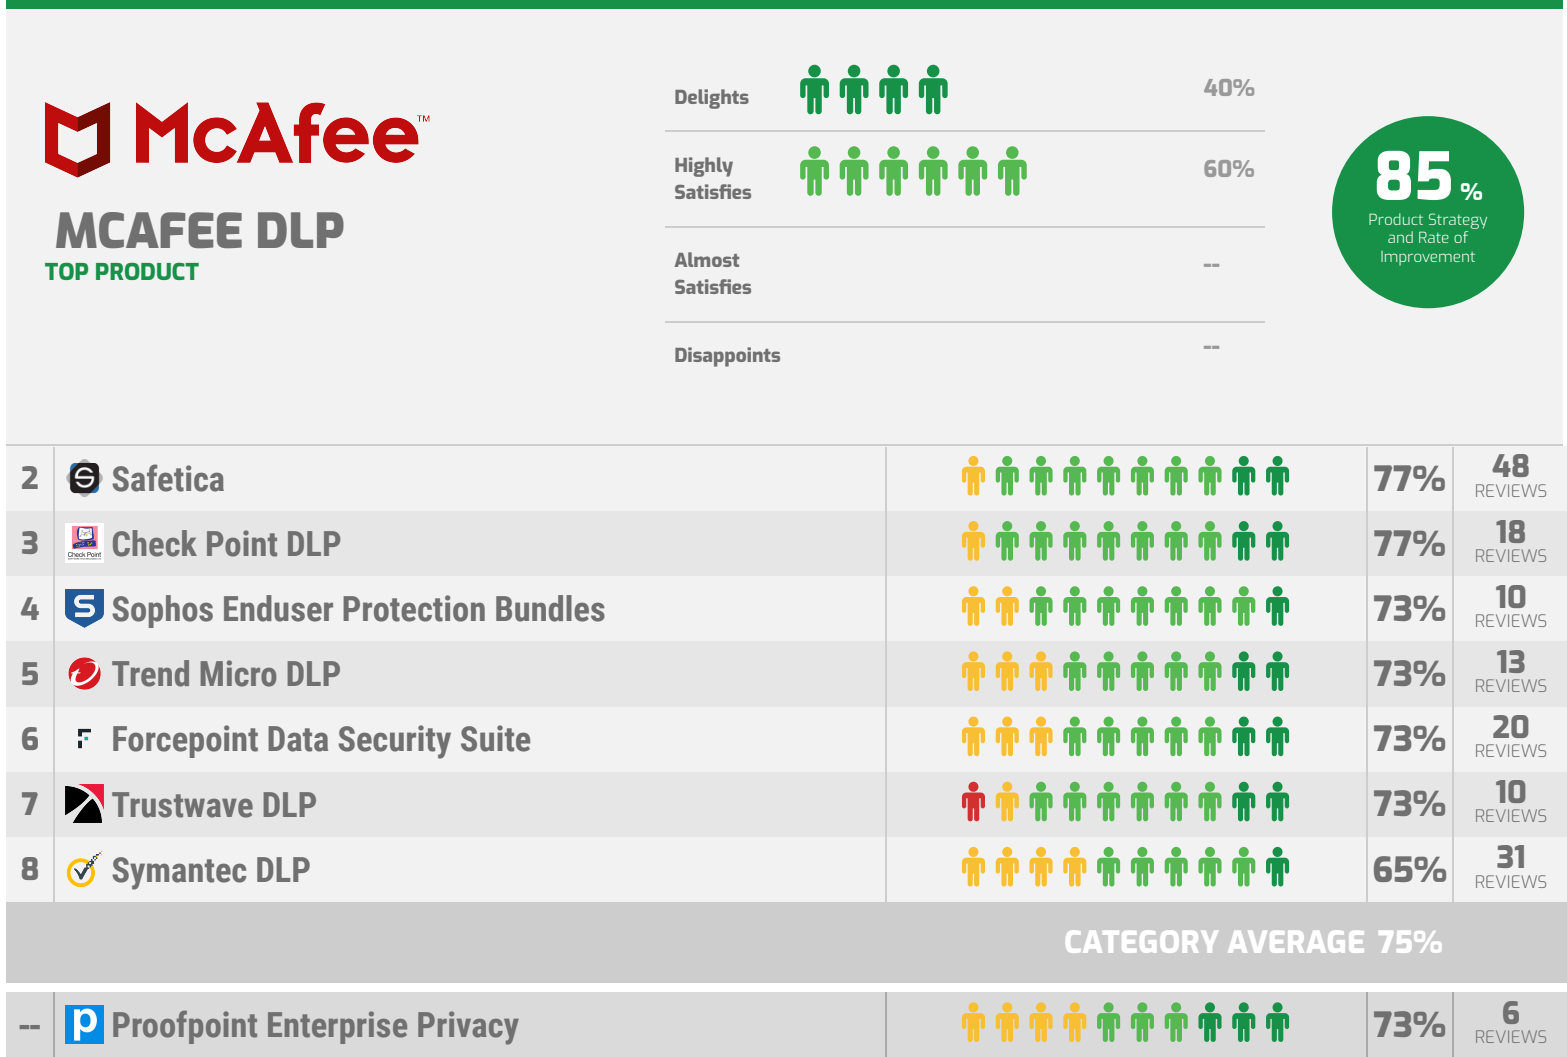 McAfee™
MCAFEE DLP
TOP PRODUCT
Delights 40%
Highly
Satisfies 60%
Almost
Satisfies --
Disappoints --
85 %
Product Strategy
and Rate of
Improvement
2 Safetica 77% 48 REVIEWS
3 Check Point Check Point DLP 77% 18 REVIEWS
4 Sophos Enduser Protection Bundles 73% 10 REVIEWS
5 Trend Micro DLP 73% 13 REVIEWS
6 Forcepoint Data Security Suite 73% 20 REVIEWS
7 Trustwave DLP 73% 10 REVIEWS
8 Symantec DLP 65% 31 REVIEWS
CATEGORY AVERAGE 75%
-- p Proofpoint Enterprise Privacy 73% 6 REVIEWS